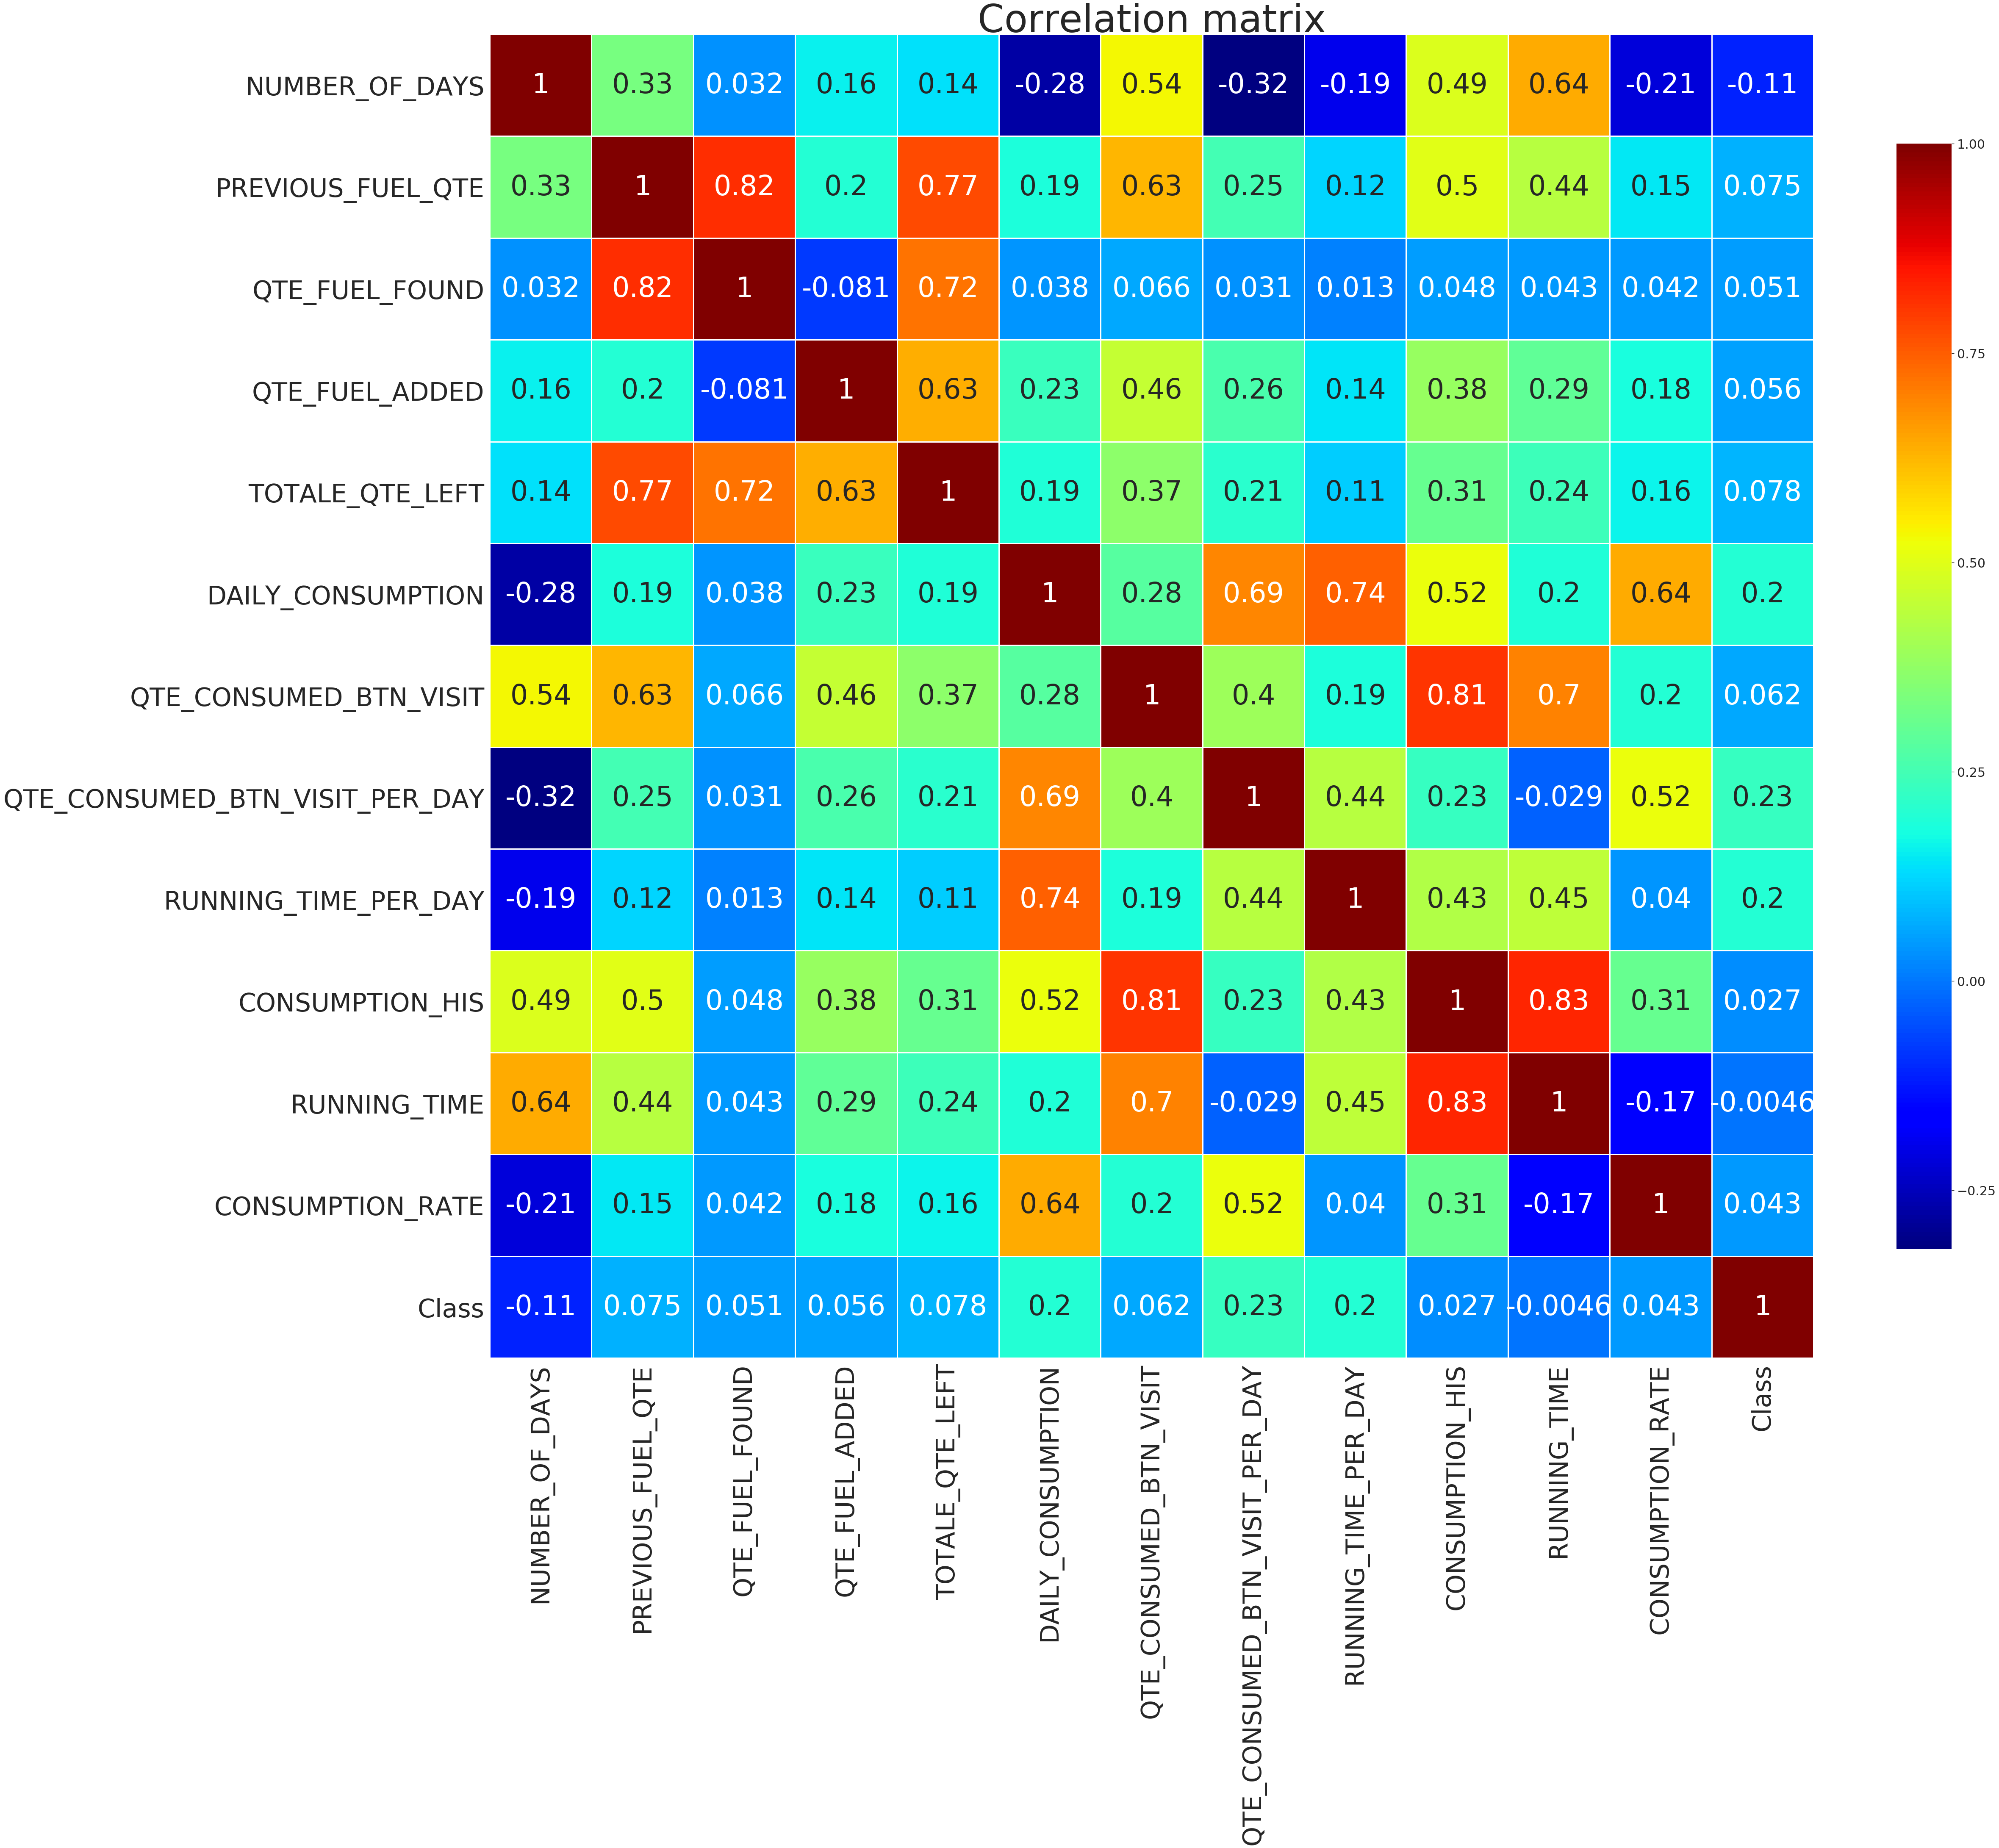 Correlation matrix
NUMBER_OF_DAYS 1 0.33 0.032 0.16 0.14 -0.28 0.54 -0.32 -0.19 0.49 0.64 -0.21 -0.11
1.00
PREVIOUS_FUEL_QTE 0.33 1 0.82 0.2 0.77 0.19 0.63 0.25 0.12 0.5 0.44 0.15 0.075
QTE_FUEL_FOUND 0.032 0.82 1 -0.081 0.72 0.038 0.066 0.031 0.013 0.048 0.043 0.042 0.051
0.75
QTE_FUEL_ADDED 0.16 0.2 -0.081 1 0.63 0.23 0.46 0.26 0.14 0.38 0.29 0.18 0.056
TOTALE_QTE_LEFT 0.14 0.77 0.72 0.63 1 0.19 0.37 0.21 0.11 0.31 0.24 0.16 0.078
0.50
DAILY_CONSUMPTION -0.28 0.19 0.038 0.23 0.19 1 0.28 0.69 0.74 0.52 0.2 0.64 0.2
QTE_CONSUMED_BTN_VISIT 0.54 0.63 0.066 0.46 0.37 0.28 1 0.4 0.19 0.81 0.7 0.2 0.062
0.25
QTE_CONSUMED_BTN_VISIT_PER_DAY -0.32 0.25 0.031 0.26 0.21 0.69 0.4 1 0.44 0.23 -0.029 0.52 0.23
RUNNING_TIME_PER_DAY -0.19 0.12 0.013 0.14 0.11 0.74 0.19 0.44 1 0.43 0.45 0.04 0.2
0.00
CONSUMPTION_HIS 0.49 0.5 0.048 0.38 0.31 0.52 0.81 0.23 0.43 1 0.83 0.31 0.027
RUNNING_TIME 0.64 0.44 0.043 0.29 0.24 0.2 0.7 -0.029 0.45 0.83 1 -0.17 -0.0046
−0.25
CONSUMPTION_RATE -0.21 0.15 0.042 0.18 0.16 0.64 0.2 0.52 0.04 0.31 -0.17 1 0.043
Class -0.11 0.075 0.051 0.056 0.078 0.2 0.062 0.23 0.2 0.027 -0.0046 0.043 1
NUMBER_OF_DAYS
PREVIOUS_FUEL_QTE
QTE_FUEL_FOUND
QTE_FUEL_ADDED
TOTALE_QTE_LEFT
DAILY_CONSUMPTION
QTE_CONSUMED_BTN_VISIT
QTE_CONSUMED_BTN_VISIT_PER_DAY
RUNNING_TIME_PER_DAY
CONSUMPTION_HIS
RUNNING_TIME
CONSUMPTION_RATE
Class